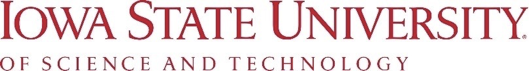 IOWA STATE UNIVERSITY®
OF SCIENCE AND TECHNOLOGY